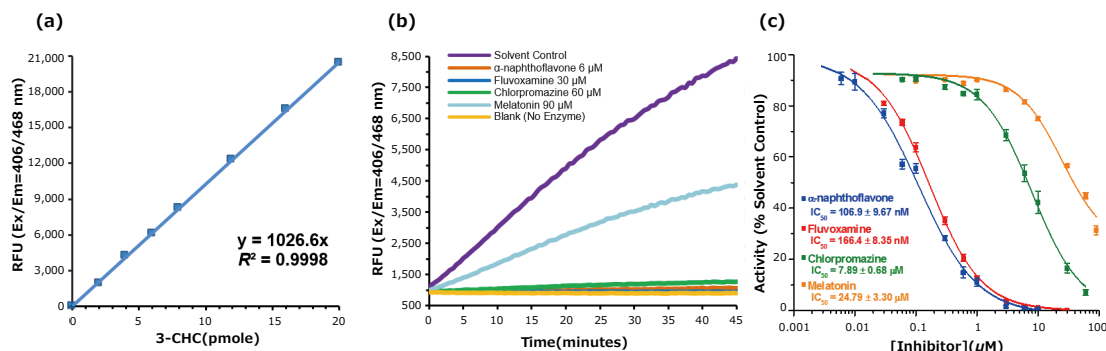 (a)
RFU (Ex/Em=406/468 nm)
21,000
18,000
15,000
12,000
9,000
6,000
3,000
0
0
5
10
15
20
3-CHC(pmole)
y = 1026.6x
R² = 0.9998
(b)
RFU (Ex/Em=406/468 nm)
8,500
7,500
6,500
5,500
4,500
3,500
2,500
1,500
500
0 5 10 15 20 25 30 35 40 45
Time(minutes)
Solvent Control
α-naphthoflavone 6 µM
Fluvoxamine 30 µM
Chlorpromazine 60 µM
Melatonin 90 µM
Blank (No Enzyme)
(c)
Activity (% Solvent Control)
100
80
60
40
20
0
0.001 0.01 0.1 1 10 100
[Inhibitor](µM)
α-naphthoflavone
IC50 = 106.9 ± 9.67 nM
Fluvoxamine
IC50 = 166.4 ± 8.35 nM
Chlorpromazine
IC50 = 7.89 ± 0.68 µM
Melatonin
IC50 = 24.79 ± 3.30 µM